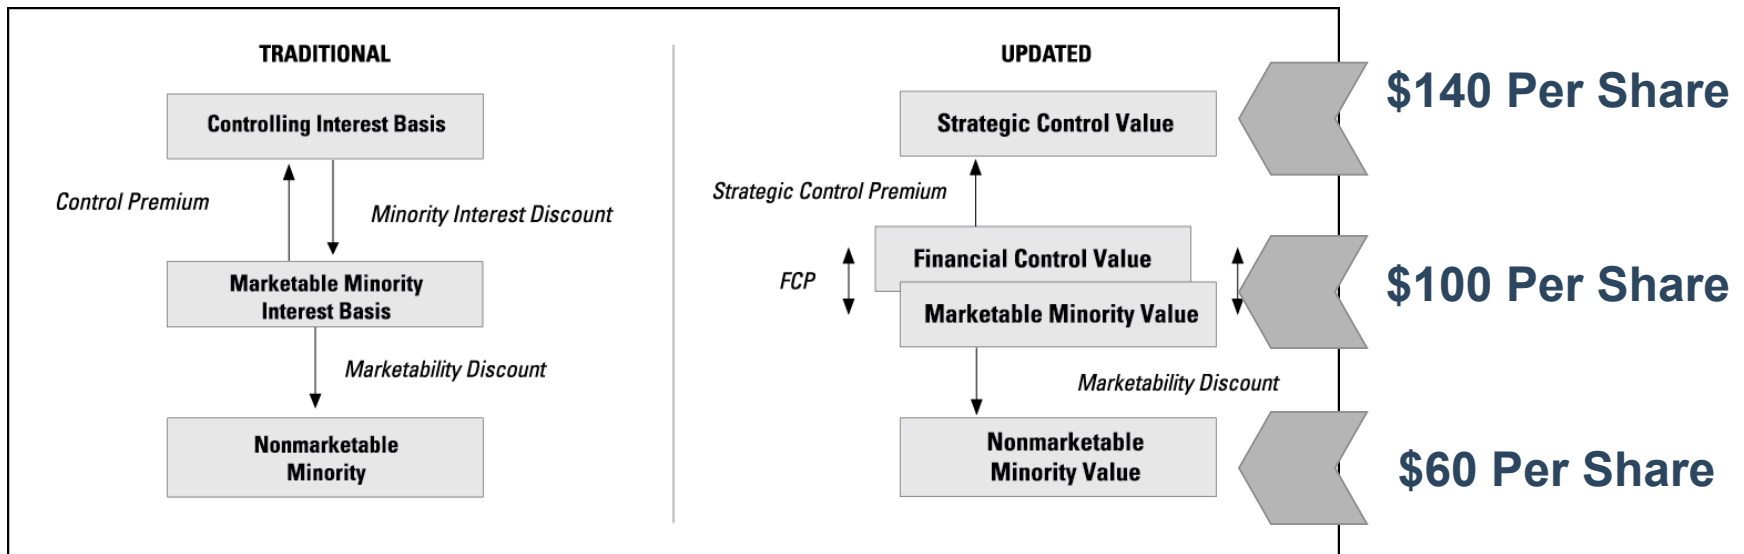 TRADITIONAL
Controlling Interest Basis
Control Premium
Minority Interest Discount
Marketable Minority
Interest Basis
Marketability Discount
Nonmarketable
Minority
UPDATED
Strategic Control Value
Strategic Control Premium
Financial Control Value
FCP
Marketable Minority Value
Marketability Discount
Nonmarketable
Minority Value
$140 Per Share
$100 Per Share
$60 Per Share